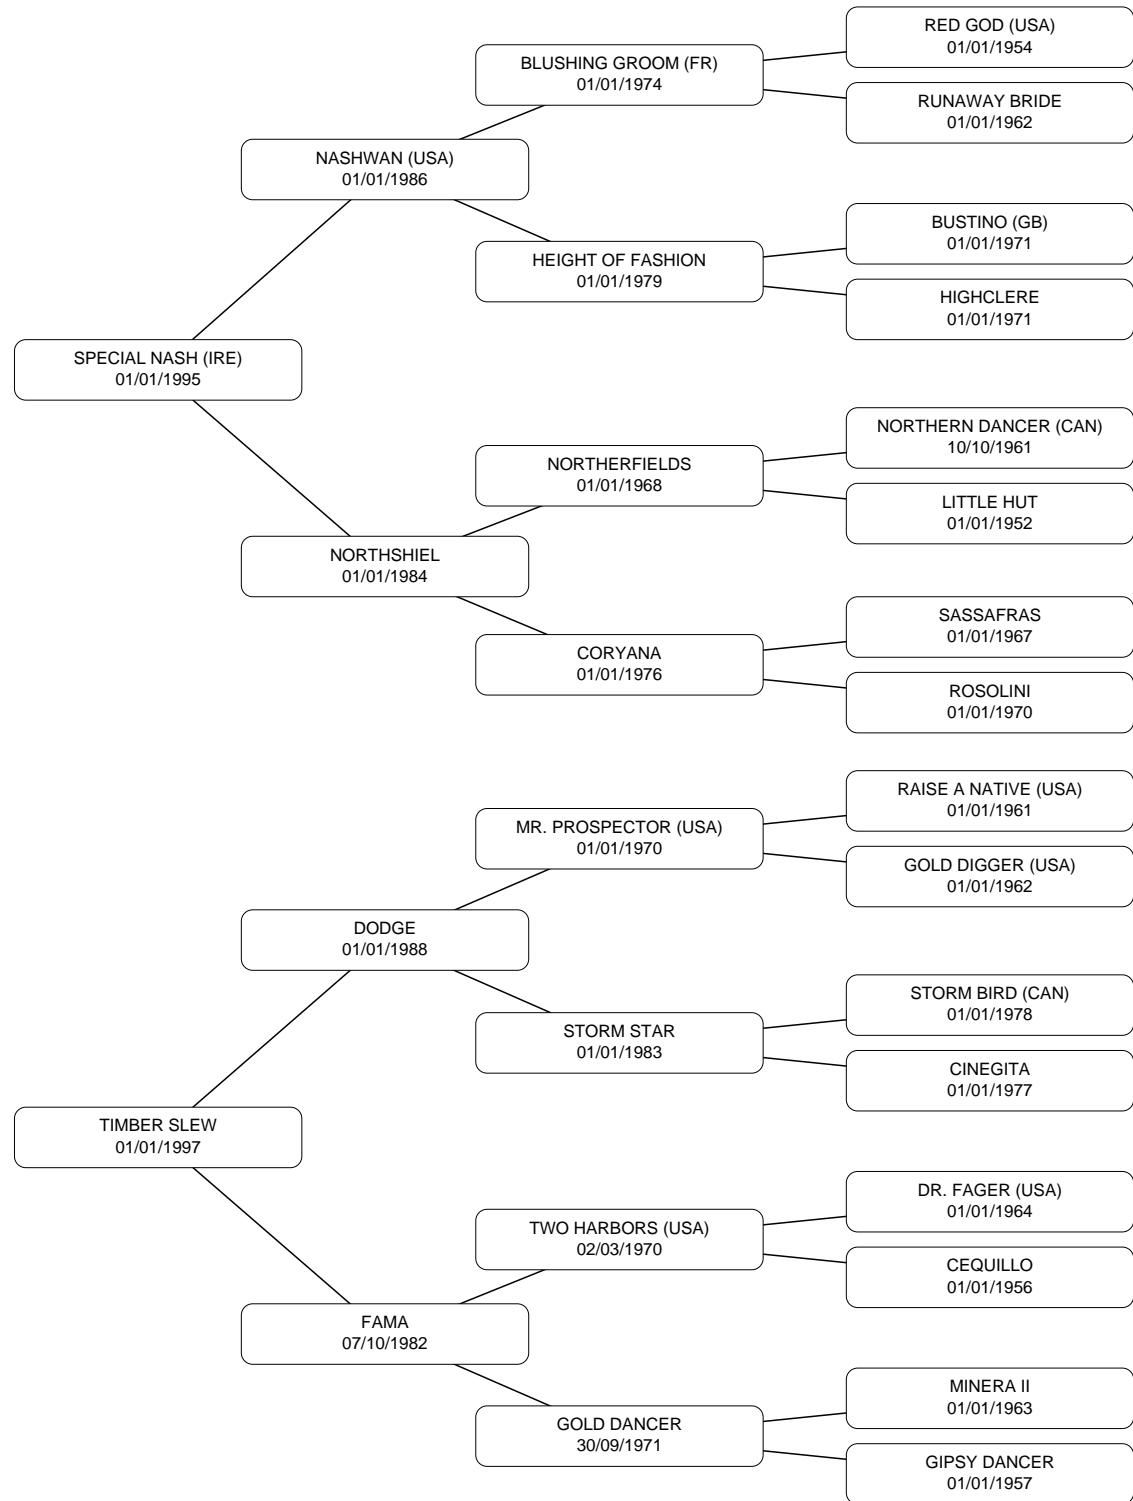 RED GOD (USA)
01/01/1954
BLUSHING GROOM (FR)
01/01/1974
RUNAWAY BRIDE
01/01/1962
NASHWAN (USA)
01/01/1986
BUSTINO (GB)
01/01/1971
HEIGHT OF FASHION
01/01/1979
HIGHCLERE
01/01/1971
SPECIAL NASH (IRE)
01/01/1995
NORTHERN DANCER (CAN)
10/10/1961
NORTHERFIELDS
01/01/1968
LITTLE HUT
01/01/1952
NORTHSHIEL
01/01/1984
SASSAFRAS
01/01/1967
CORYANA
01/01/1976
ROSOLINI
01/01/1970
RAISE A NATIVE (USA)
01/01/1961
MR. PROSPECTOR (USA)
01/01/1970
GOLD DIGGER (USA)
01/01/1962
DODGE
01/01/1988
STORM BIRD (CAN)
01/01/1978
STORM STAR
01/01/1983
CINEGITA
01/01/1977
TIMBER SLEW
01/01/1997
DR. FAGER (USA)
01/01/1964
TWO HARBORS (USA)
02/03/1970
CEQUILLO
01/01/1956
FAMA
07/10/1982
MINERA II
01/01/1963
GOLD DANCER
30/09/1971
GIPSY DANCER
01/01/1957